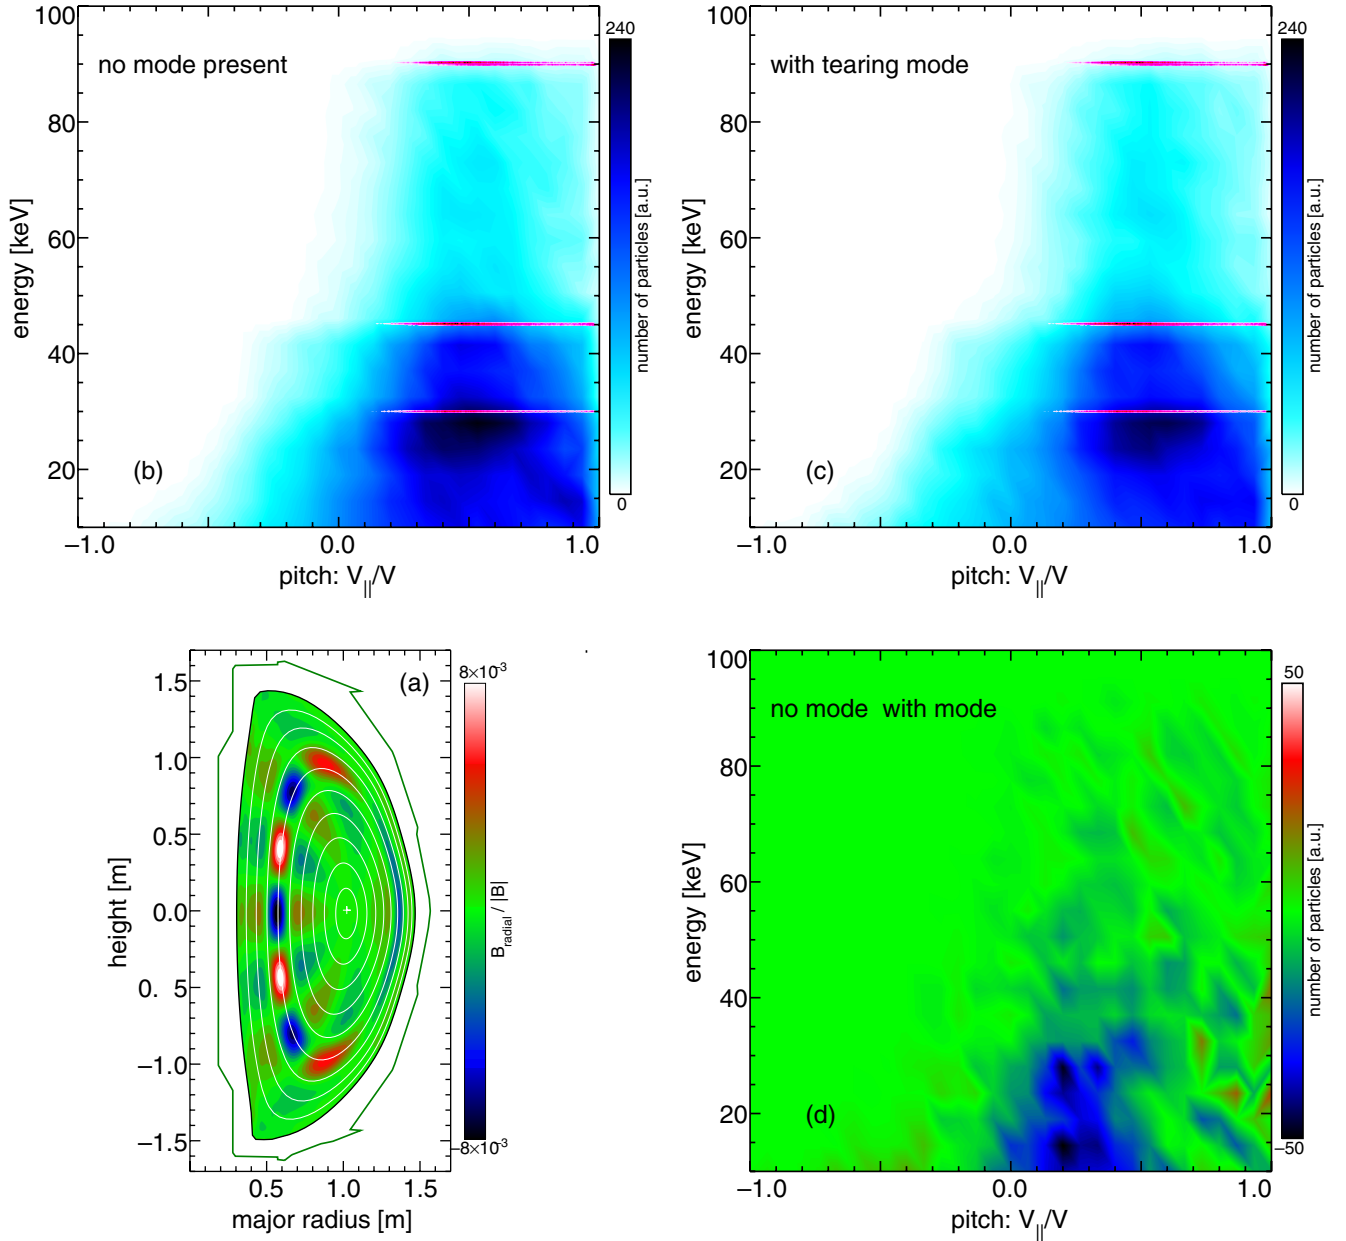 100
80
60
40
20
no mode present
(b)
energy [keV]
−1.0 0.0 1.0
pitch: V||/V
240
number of particles [a.u.]
0
100
80
60
40
20
with tearing mode
(c)
energy [keV]
−1.0 0.0 1.0
pitch: V||/V
240
number of particles [a.u.]
0
1.5
1.0
0.5
0.0
0. 5
−1.0
−1.5
(a)
height [m]
0.5 1.0 1.5
major radius [m]
8×10⁻³
Bradial / |B|
−8×10⁻³
100
80
60
40
20
no mode with mode
(d)
energy [keV]
−1.0 0.0 1.0
pitch: V||/V
50
number of particles [a.u.]
−50